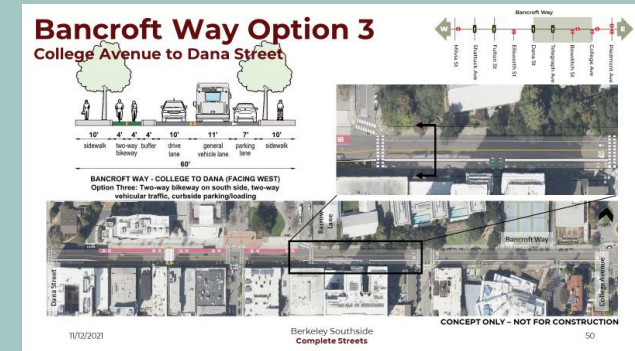 Bancroft Way Option 3
College Avenue to Dana Street
Bancroft Way
W
E
Milvia St
Shattuck Ave
Fulton St
Ellsworth St
Dana St
Telegraph Ave
Bowditch St
College Ave
Piedmont Ave
10' 4' 4' 4' 10' 11' 7' 10'
sidewalk two-way bikeway buffer drive lane general vehicle lane parking lane sidewalk
60'
BANCROFT WAY - COLLEGE TO DANA (FACING WEST)
Option Three: Two-way bikeway on south side, two-way
vehicular traffic, curbside parking/loading
Dana Street
Barrow
Lane
Bancroft Way
College Avenue
CONCEPT ONLY – NOT FOR CONSTRUCTION
11/12/2021
Berkeley Southside
Complete Streets
50